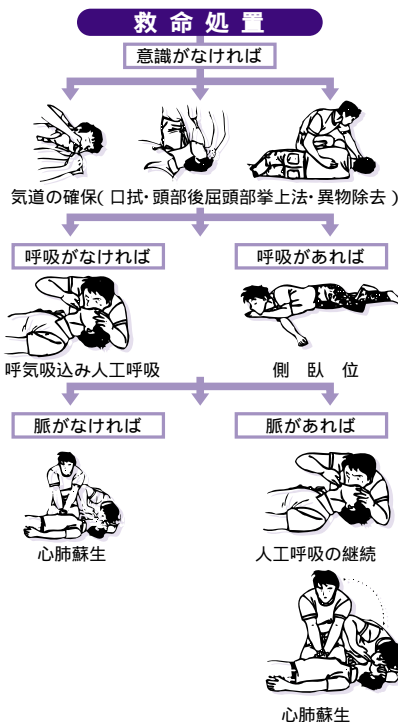 救命処置
意識がなければ
気道の確保(口拭・頭部後屈頭部挙上法・異物除去)
呼吸がなければ
呼吸があれば
呼気吸込み人工呼吸
側臥位
脈がなければ
脈があれば
心肺蘇生
人工呼吸の継続
心肺蘇生